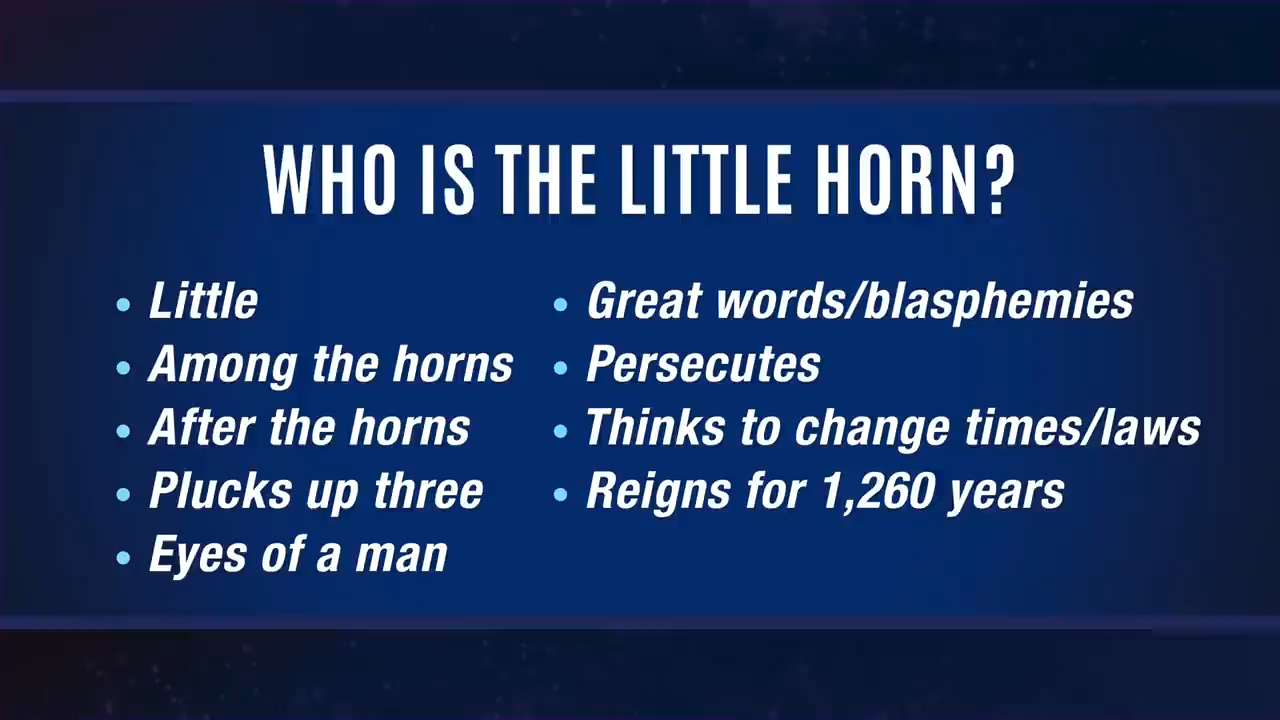 WHO IS THE LITTLE HORN?
• Little
• Among the horns
• After the horns
• Plucks up three
• Eyes of a man
• Great words/blasphemies
• Persecutes
• Thinks to change times/laws
• Reigns for 1,260 years